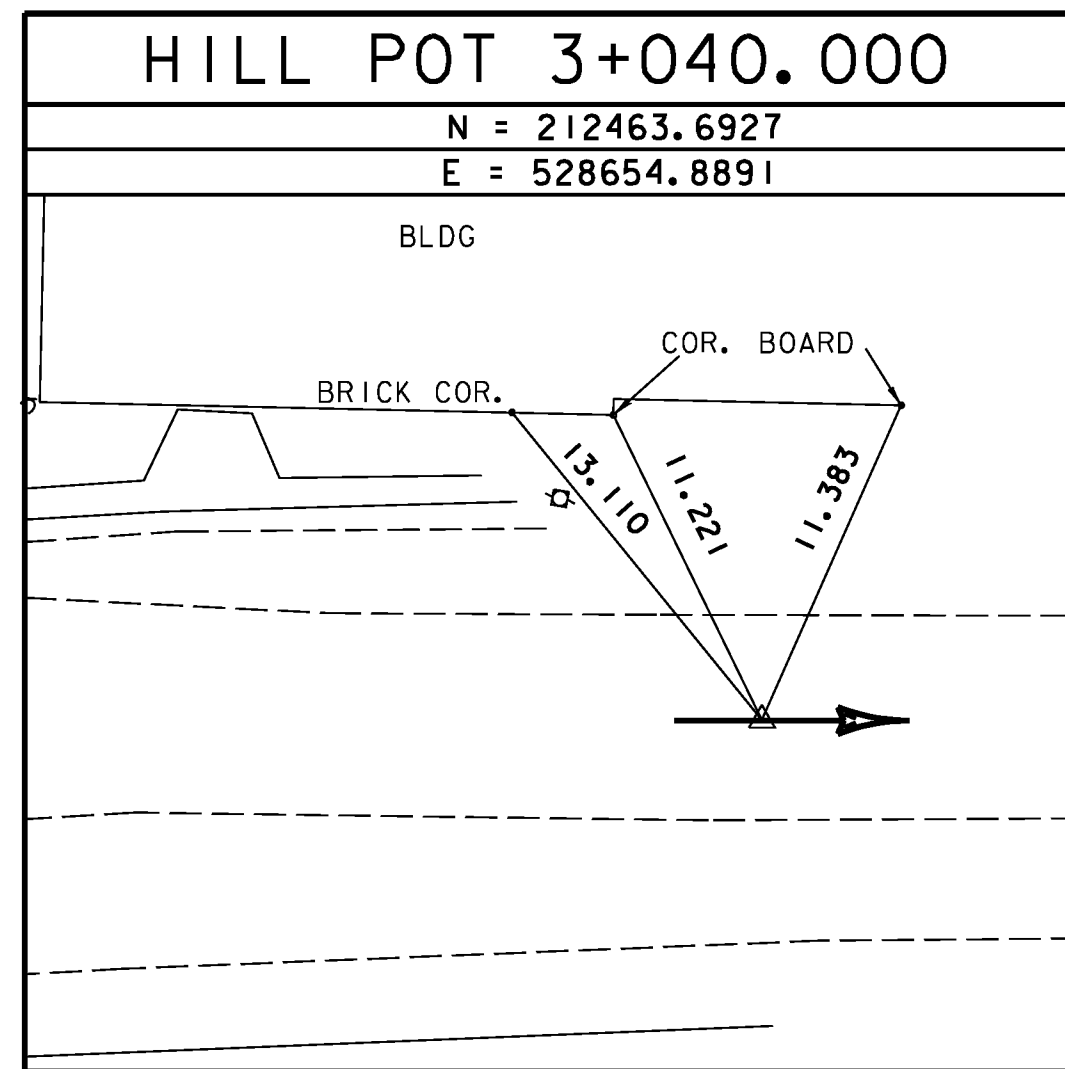 HILL POT 3+040.000
N = 212463.6927
E = 528654.8891
BLDG
COR. BOARD
BRICK COR.
13.110
11.221
11.383